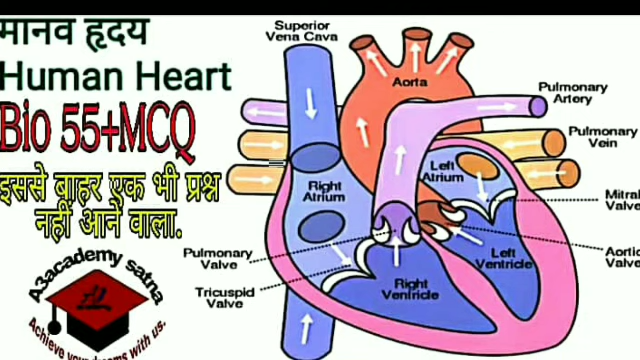 मानव हृदय
Human Heart
Bio 55+MCQ
इससे बाहर एक भी प्रश्न
नहीं आने वाला.
A3academy satna
Achieve your dreams with us.
Superior
Vena Cava
Aorta
Pulmonary
Artery
Pulmonary
Vein
Left
Atrium
Right
Atrium
Mitral
Valve
Aortic
Valve
Left
Ventricle
Right
Ventricle
Pulmonary
Valve
Tricuspid
Valve